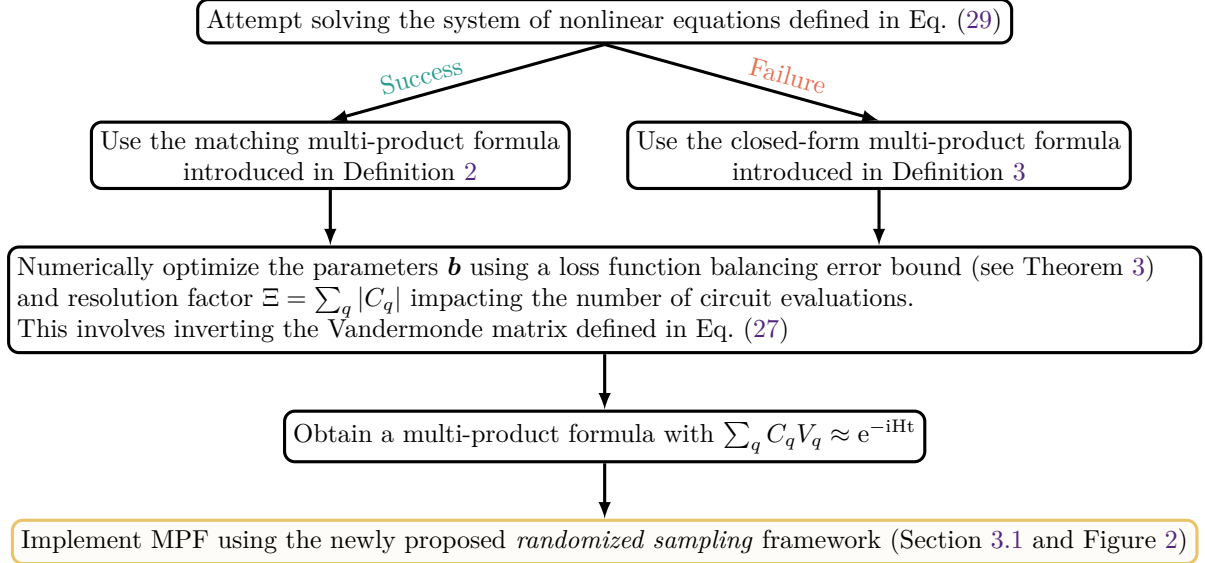 Attempt solving the system of nonlinear equations defined in Eq. (29)
Success
Failure
Use the matching multi-product formula
introduced in Definition 2
Use the closed-form multi-product formula
introduced in Definition 3
Numerically optimize the parameters b using a loss function balancing error bound (see Theorem 3)
and resolution factor Ξ = ∑_q |C_q| impacting the number of circuit evaluations.
This involves inverting the Vandermonde matrix defined in Eq. (27)
Obtain a multi-product formula with ∑_q C_q V_q ≈ e^{−iHt}
Implement MPF using the newly proposed randomized sampling framework (Section 3.1 and Figure 2)